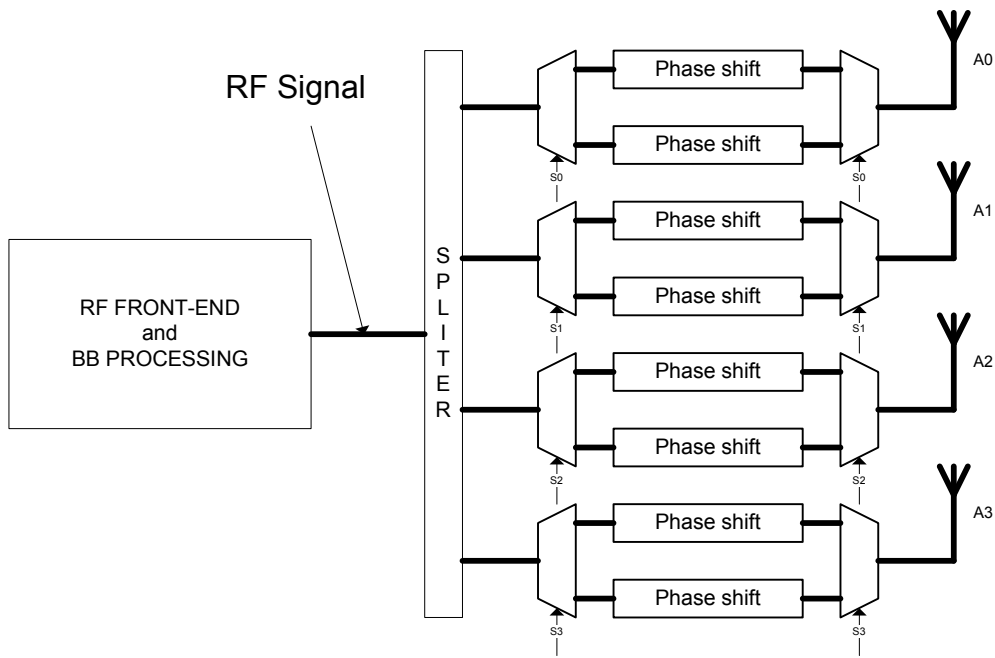 RF Signal
RF FRONT-END
and
BB PROCESSING
S
P
L
I
T
E
R
Phase shift
Phase shift
S0
S0
A0
Phase shift
Phase shift
S1
S1
A1
Phase shift
Phase shift
S2
S2
A2
Phase shift
Phase shift
S3
S3
A3